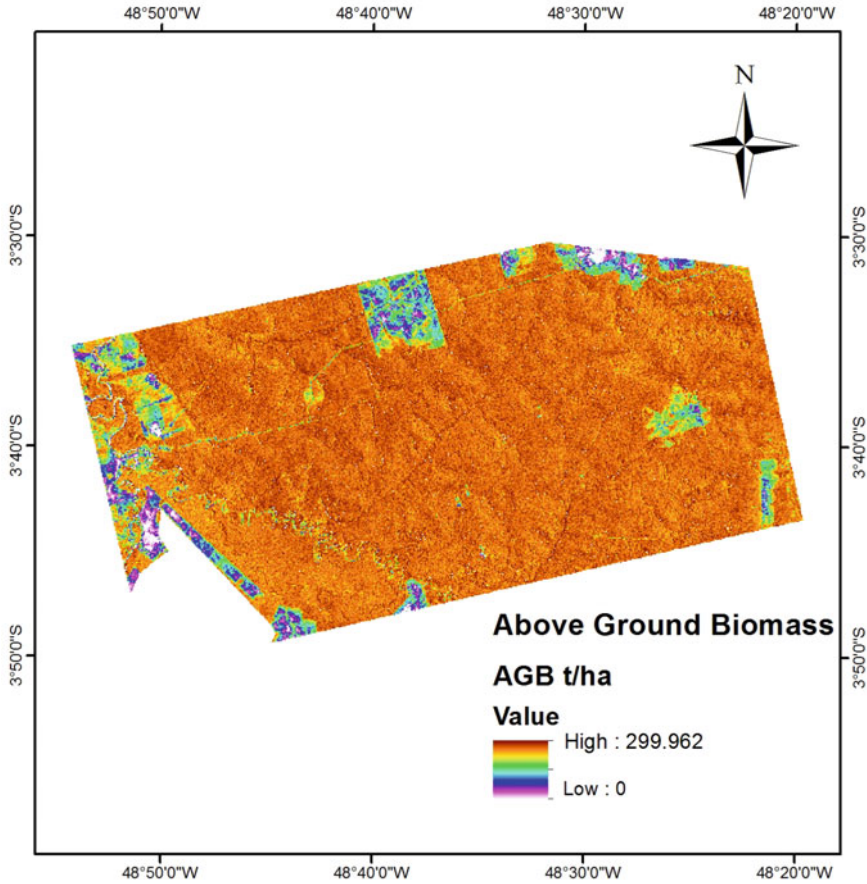 48°50'0"W 48°40'0"W 48°30'0"W 48°20'0"W
N
3°30'0"S 3°30'0"S
3°40'0"S 3°40'0"S
3°50'0"S 3°50'0"S
Above Ground Biomass
AGB t/ha
Value
High : 299.962
Low : 0
48°50'0"W 48°40'0"W 48°30'0"W 48°20'0"W